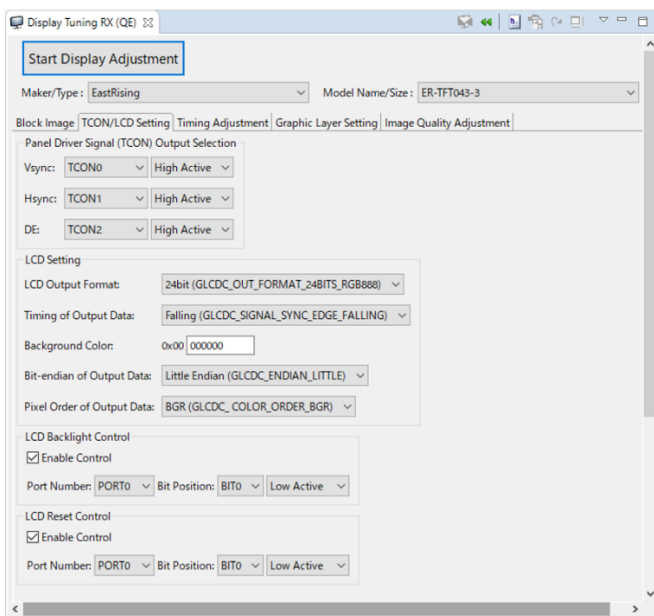 Display Tuning RX (QE)
Start Display Adjustment
Maker/Type : EastRising Model Name/Size : ER-TFT043-3
Block Image TCON/LCD Setting Timing Adjustment Graphic Layer Setting Image Quality Adjustment
Panel Driver Signal (TCON) Output Selection
Vsync: TCON0 High Active
Hsync: TCON1 High Active
DE: TCON2 High Active
LCD Setting
LCD Output Format: 24bit (GLCDC_OUT_FORMAT_24BITS_RGB888)
Timing of Output Data: Falling (GLCDC_SIGNAL_SYNC_EDGE_FALLING)
Background Color: 0x00 000000
Bit-endian of Output Data: Little Endian (GLCDC_ENDIAN_LITTLE)
Pixel Order of Output Data: BGR (GLCDC_ COLOR_ORDER_BGR)
LCD Backlight Control
Enable Control
Port Number: PORT0 Bit Position: BIT0 Low Active
LCD Reset Control
Enable Control
Port Number: PORT0 Bit Position: BIT0 Low Active